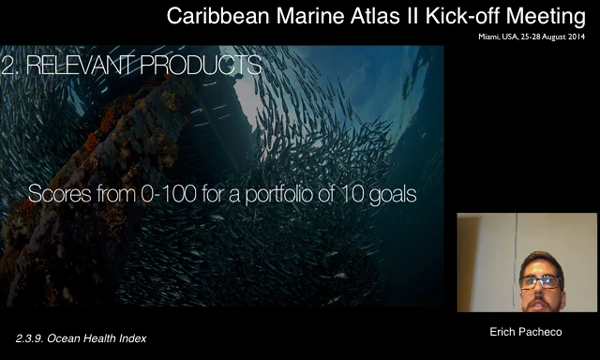 Caribbean Marine Atlas II Kick-off Meeting
Miami, USA, 25-28 August 2014
2. RELEVANT PRODUCTS
Scores from 0-100 for a portfolio of 10 goals
Erich Pacheco
2.3.9. Ocean Health Index